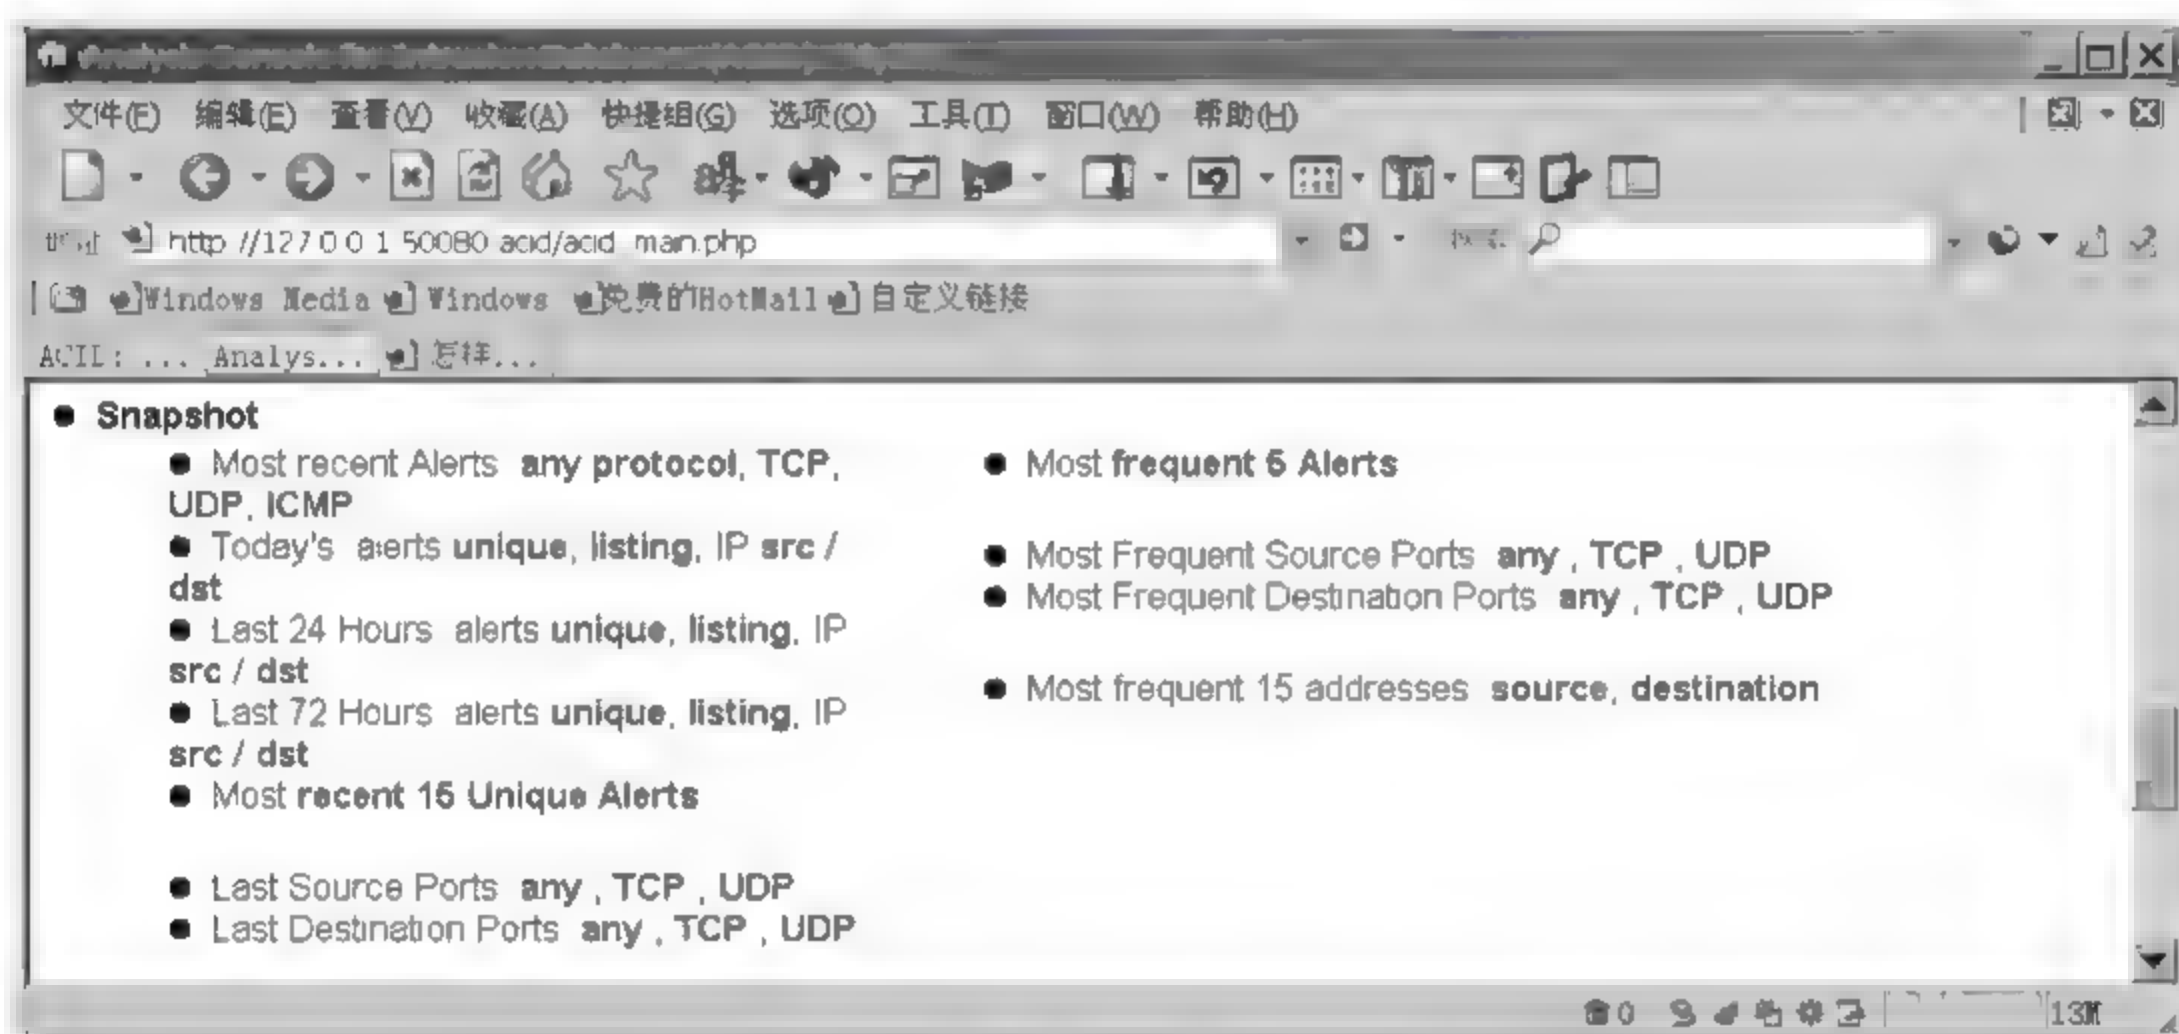 文件(F) 编辑(E) 查看(V) 收藏(A) 快捷组(G) 选项(O) 工具(T) 窗口(W) 帮助(H)
http //127 0 0 1 50080 acid/acid_main.php
Windows Media Windows 免费的HotMail 自定义链接
Analys... 怎样...
Snapshot
Most recent Alerts any protocol, TCP,
UDP, ICMP
Today's alerts unique, listing, IP src /
dst
Last 24 Hours alerts unique, listing, IP
src / dst
Last 72 Hours alerts unique, listing, IP
src / dst
Most recent 15 Unique Alerts
Last Source Ports any , TCP , UDP
Last Destination Ports any , TCP , UDP
Most frequent 5 Alerts
Most Frequent Source Ports any , TCP , UDP
Most Frequent Destination Ports any , TCP , UDP
Most frequent 15 addresses source, destination
0 13M